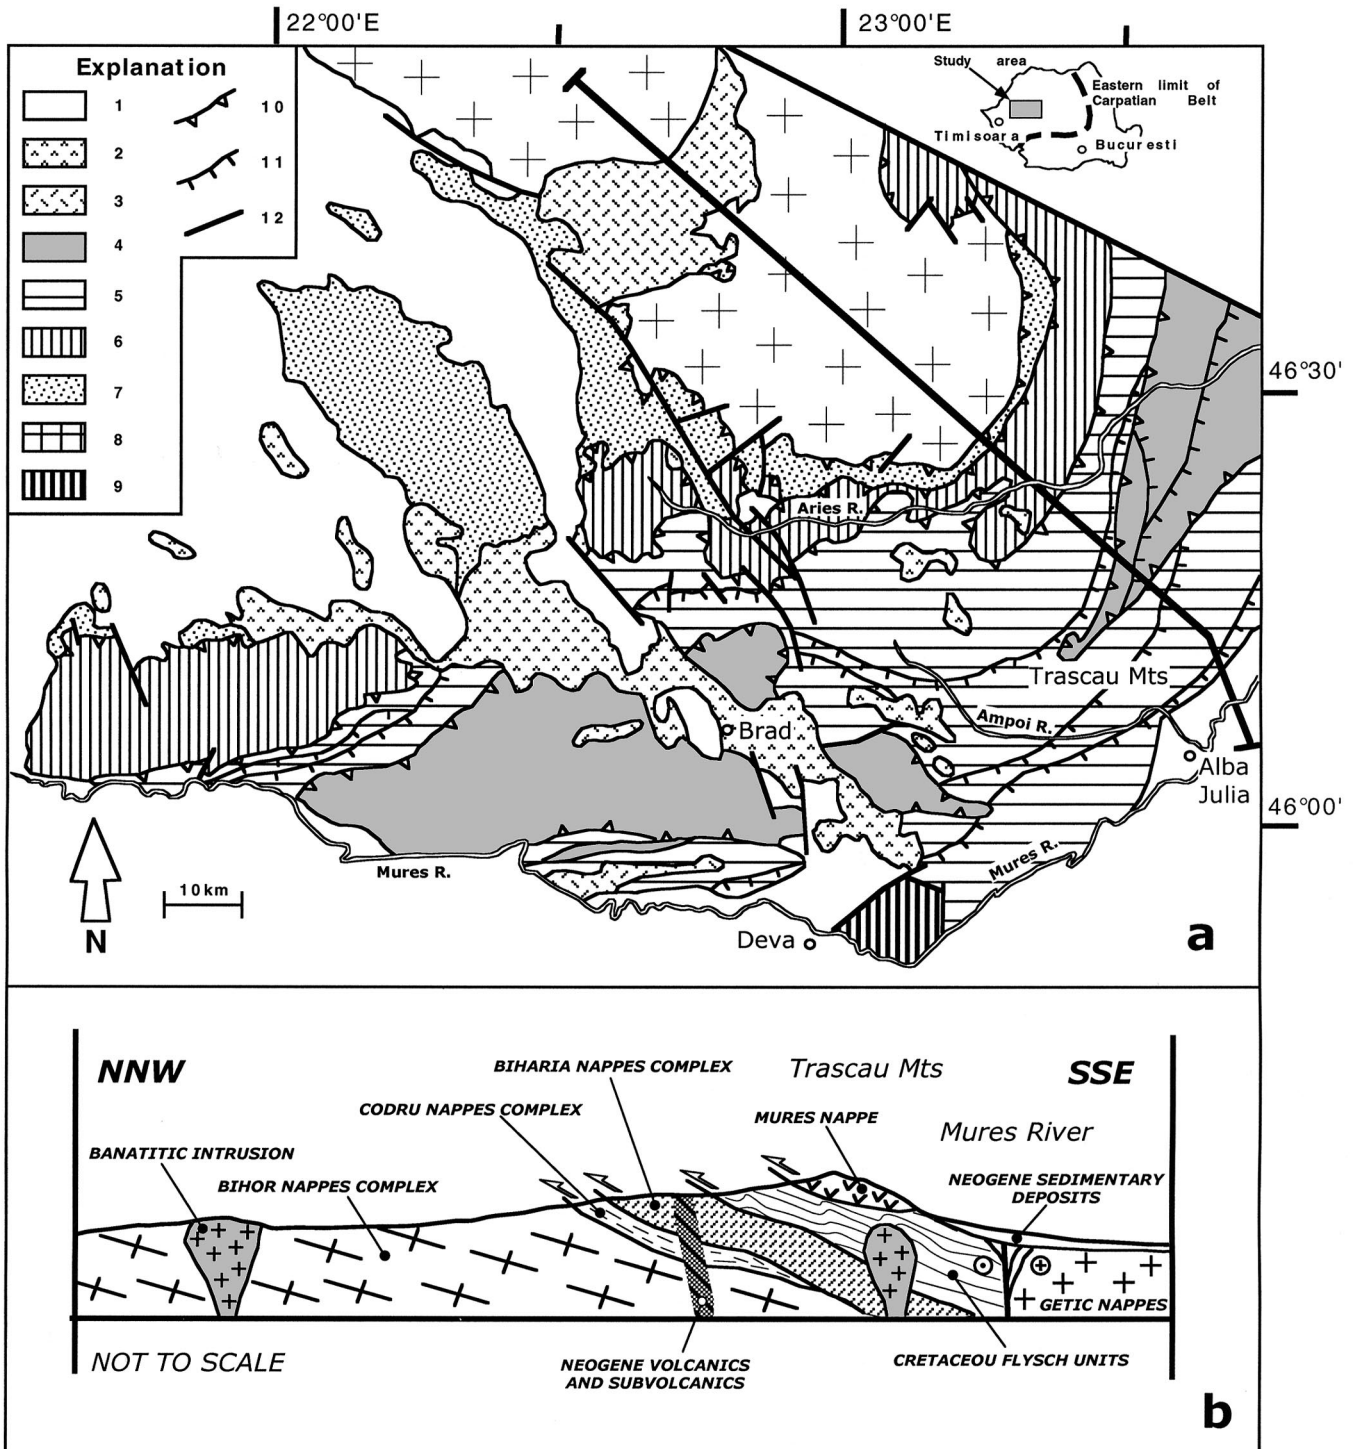 22°00'E
23°00'E
Explanation
1
2
3
4
5
6
7
8
9
10
11
12
Study area
Eastern limit of
Carpatian Belt
Timisoara
Bucuresti
46°30'
Aries R.
Trascau Mts
Ampoi R.
Brad
Alba
Julia
46°00'
Mures R.
Mures R.
10 km
N
Deva
a
NNW
SSE
BIHARIA NAPPES COMPLEX
Trascau Mts
CODRU NAPPES COMPLEX
MURES NAPPE
Mures River
BANATITIC INTRUSION
BIHOR NAPPES COMPLEX
NEOGENE SEDIMENTARY
DEPOSITS
GETIC NAPPES
NOT TO SCALE
NEOGENE VOLCANICS
AND SUBVOLCANICS
CRETACEOU FLYSCH UNITS
b